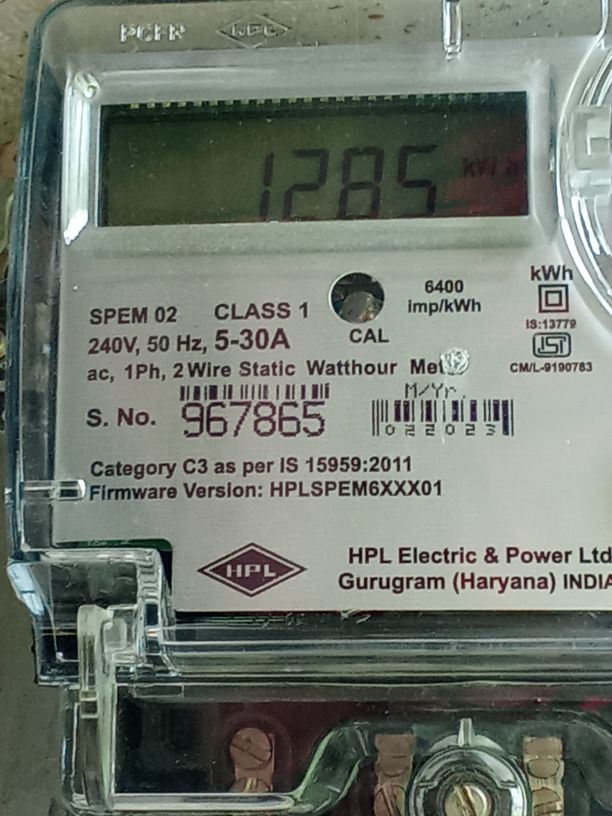 HPL
1285 kWh
6400
imp/kWh
kWh
SPEM 02 CLASS 1
240V, 50 Hz, 5-30A
CAL
IS:13779
ISI
CM/L-9190783
ac, 1Ph, 2 Wire Static Watthour
M/Yr.
S. No. 967865
022023
Category C3 as per IS 15959:2011
Firmware Version: HPLSPEM6XXX01
HPL
HPL Electric & Power Ltd
Gurugram (Haryana) INDIA